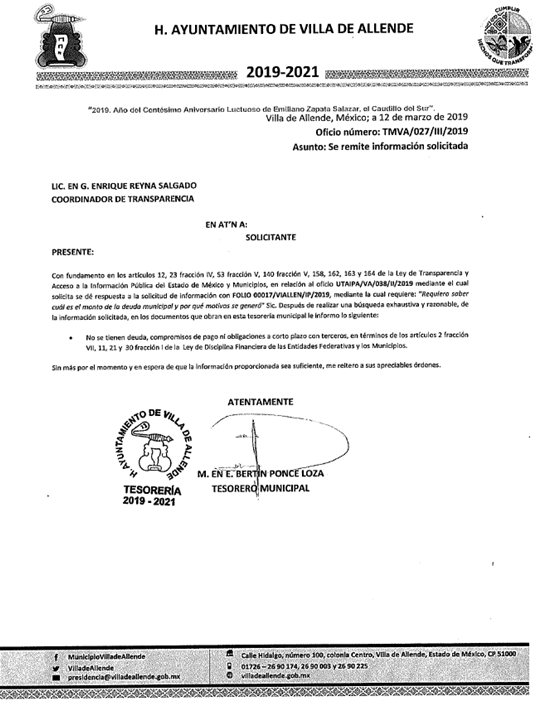 H. AYUNTAMIENTO DE VILLA DE ALLENDE
CUMPLIR
HECHOS QUE TRANSFORMAN
2019-2021
"2019. Año del Centésimo Aniversario Luctuoso de Emiliano Zapata Salazar, el Caudillo del Sur".
Villa de Allende, México; a 12 de marzo de 2019
Oficio número: TMVA/027/III/2019
Asunto: Se remite información solicitada
LIC. EN G. ENRIQUE REYNA SALGADO
COORDINADOR DE TRANSPARENCIA
EN AT'N A:
SOLICITANTE
PRESENTE:
Con fundamento en los artículos 12, 23 fracción IV, 53 fracción V, 140 fracción V, 158, 162, 163 y 164 de la Ley de Transparencia y
Acceso a la Información Pública del Estado de México y Municipios, en relación al oficio UTAIPA/VA/038/II/2019 mediante el cual
solicita se dé respuesta a la solicitud de información con FOLIO 00017/VIALLEN/IP/2019, mediante la cual requiere: "Requiero saber
cuál es el monto de la deuda municipal y por qué motivos se generó" Sic. Después de realizar una búsqueda exhaustiva y razonable, de
la información solicitada, en los documentos que obran en esta tesorería municipal le informo lo siguiente:
• No se tienen deuda, compromisos de pago ni obligaciones a corto plazo con terceros, en términos de los artículos 2 fracción
VII, 11, 21 y 30 fracción I de la Ley de Disciplina Financiera de las Entidades Federativas y los Municipios.
Sin más por el momento y en espera de que la información proporcionada sea suficiente, me reitero a sus apreciables órdenes.
ATENTAMENTE
H. AYUNTAMIENTO DE VILLA DE ALLENDE
TESORERÍA
2019 - 2021
M. EN E. BERTÍN PONCE LOZA
TESORERO MUNICIPAL
MunicipioVilladeAllende
VilladeAllende
presidencia@villadeallende.gob.mx
Calle Hidalgo, número 100, colonia Centro, Villa de Allende, Estado de México, CP 51000
01726 – 26 90 174, 26 90 003 y 26 90 225
villadeallende.gob.mx